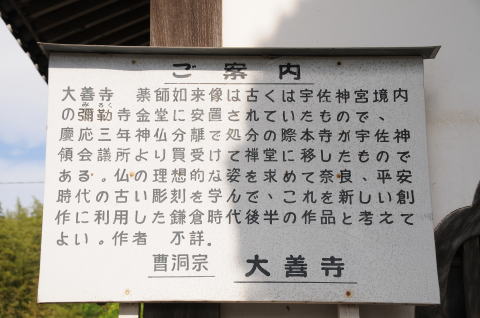 ご案内
大善寺　薬師如来像は古くは宇佐神宮境内
の彌勒寺金堂に安置されていたもので、
慶応三年神仏分離で処分の際本寺が宇佐神
領会議所より買受けて禅堂に移したもので
ある。仏の理想的な姿を求めて奈良、平安
時代の古い彫刻を学んで、これを新しい創
作に利用した鎌倉時代後半の作品と考えて
よい。作者　不詳．
曹洞宗　大善寺